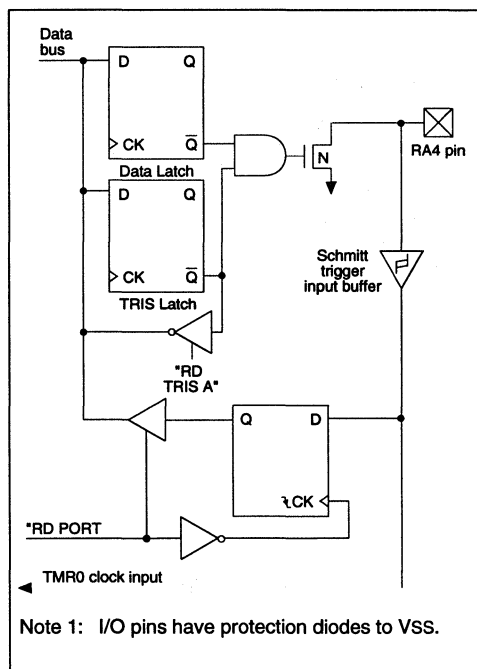 Data
bus
D Q
CK Q
Data Latch
D Q
CK Q
TRIS Latch
N
RA4 pin
Schmitt
trigger
input buffer
"RD
TRIS A"
Q D
CK
"RD PORT
TMR0 clock input
Note 1: I/O pins have protection diodes to VSS.